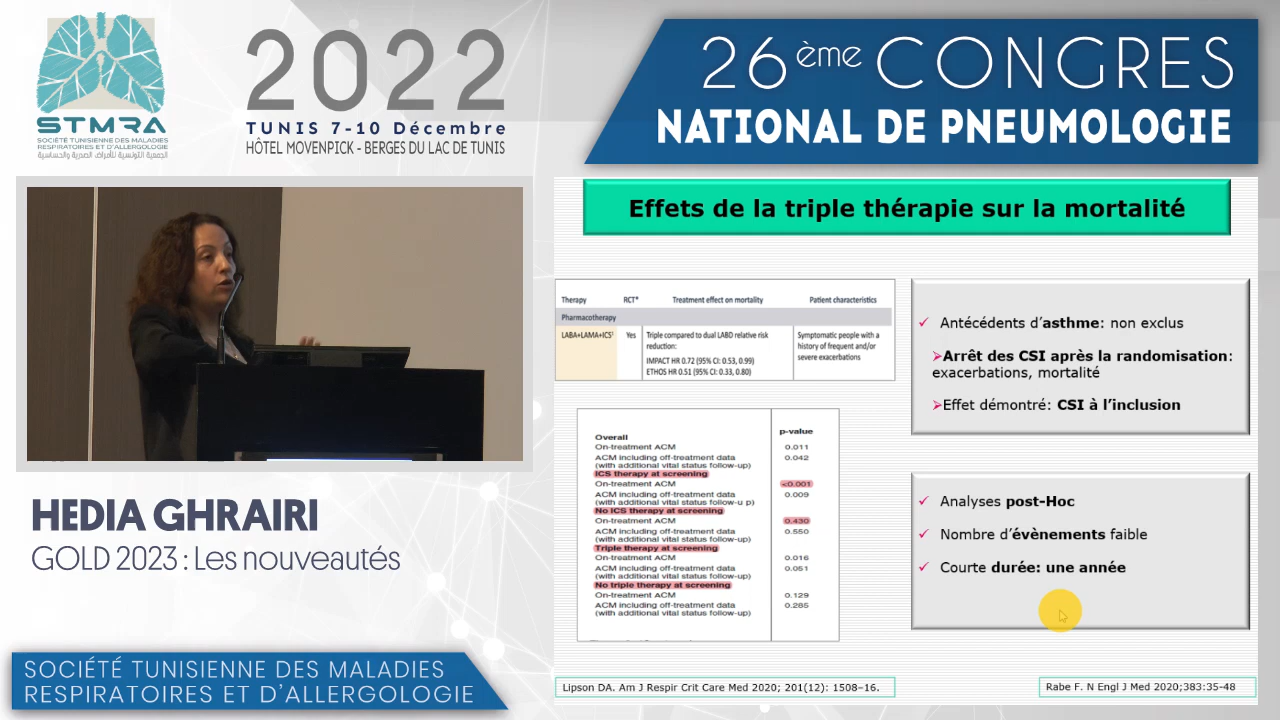 STMRA
SOCIÉTÉ TUNISIENNE DES MALADIES
RESPIRATOIRES ET D'ALLERGOLOGIE
الجمعية التونسية للأمراض الصدرية والحساسية
2022
TUNIS 7-10 Décembre
HÔTEL MOVENPICK - BERGES DU LAC DE TUNIS
26ème CONGRES
NATIONAL DE PNEUMOLOGIE
HEDIA GHRAIRI
GOLD 2023 : Les nouveautés
SOCIÉTÉ TUNISIENNE DES MALADIES
RESPIRATOIRES ET D'ALLERGOLOGIE
Effets de la triple thérapie sur la mortalité
Therapy RCT* Treatment effect on mortality Patient characteristics
Pharmacotherapy
LABA+LAMA+ICS¹ Yes Triple compared to dual LABD relative risk Symptomatic people with a
reduction: history of frequent and/or
IMPACT HR 0.72 (95% CI: 0.53, 0.99) severe exacerbations
ETHOS HR 0.51 (95% CI: 0.33, 0.80)
p-value
Overall
On-treatment ACM 0.011
ACM including off-treatment data 0.042
(with additional vital status follow-up)
ICS therapy at screening
On-treatment ACM <0.001
ACM including off-treatment data 0.009
(with additional vital status follow-u p)
No ICS therapy at screening
On-treatment ACM 0.430
ACM including off-treatment data 0.550
(with additional vital status follow-up)
Triple therapy at screening
On-treatment ACM 0.016
ACM including off-treatment data 0.051
(with additional vital status follow-up)
No triple therapy at screening
On-treatment ACM 0.129
ACM including off-treatment data 0.285
(with additional vital status follow-up)
✓ Antécédents d'asthme: non exclus
➢Arrêt des CSI après la randomisation:
exacerbations, mortalité
➢Effet démontré: CSI à l'inclusion
✓ Analyses post-Hoc
✓ Nombre d'évènements faible
✓ Courte durée: une année
Lipson DA. Am J Respir Crit Care Med 2020; 201(12): 1508–16.
Rabe F. N Engl J Med 2020;383:35-48